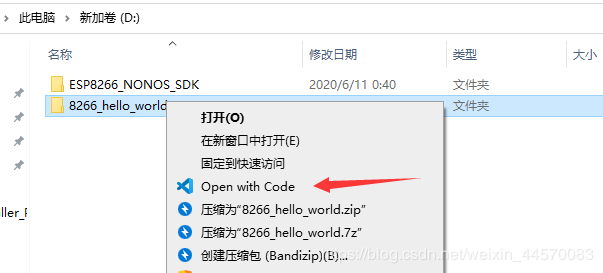 此电脑 > 新加卷 (D:)
名称 修改日期 类型 大小
ESP8266_NONOS_SDK 2020/6/11 0:40 文件夹
8266_hello_world 文件夹
打开(O)
在新窗口中打开(E)
固定到快速访问
Open with Code
压缩为"8266_hello_world.zip"
ller_F
压缩为"8266_hello_world.7z"
创建压缩包 (Bandizip)(B)...
https://blog.csdn.net/weixin_44570083